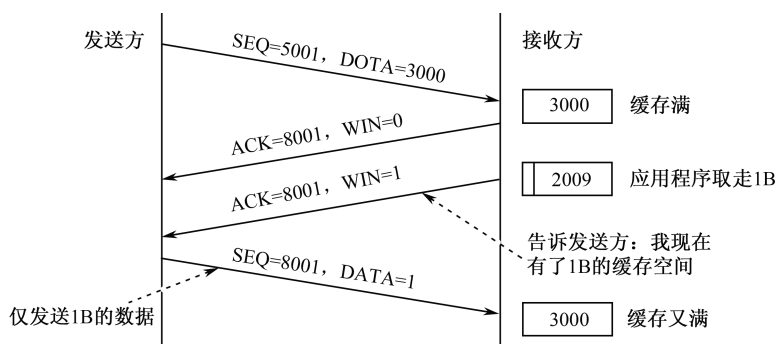 发送方
接收方
SEQ=5001，DOTA=3000
3000
缓存满
ACK=8001，WIN=0
2009
应用程序取走1B
ACK=8001，WIN=1
告诉发送方：我现在
有了1B的缓存空间
SEQ=8001，DATA=1
仅发送1B的数据
3000
缓存又满